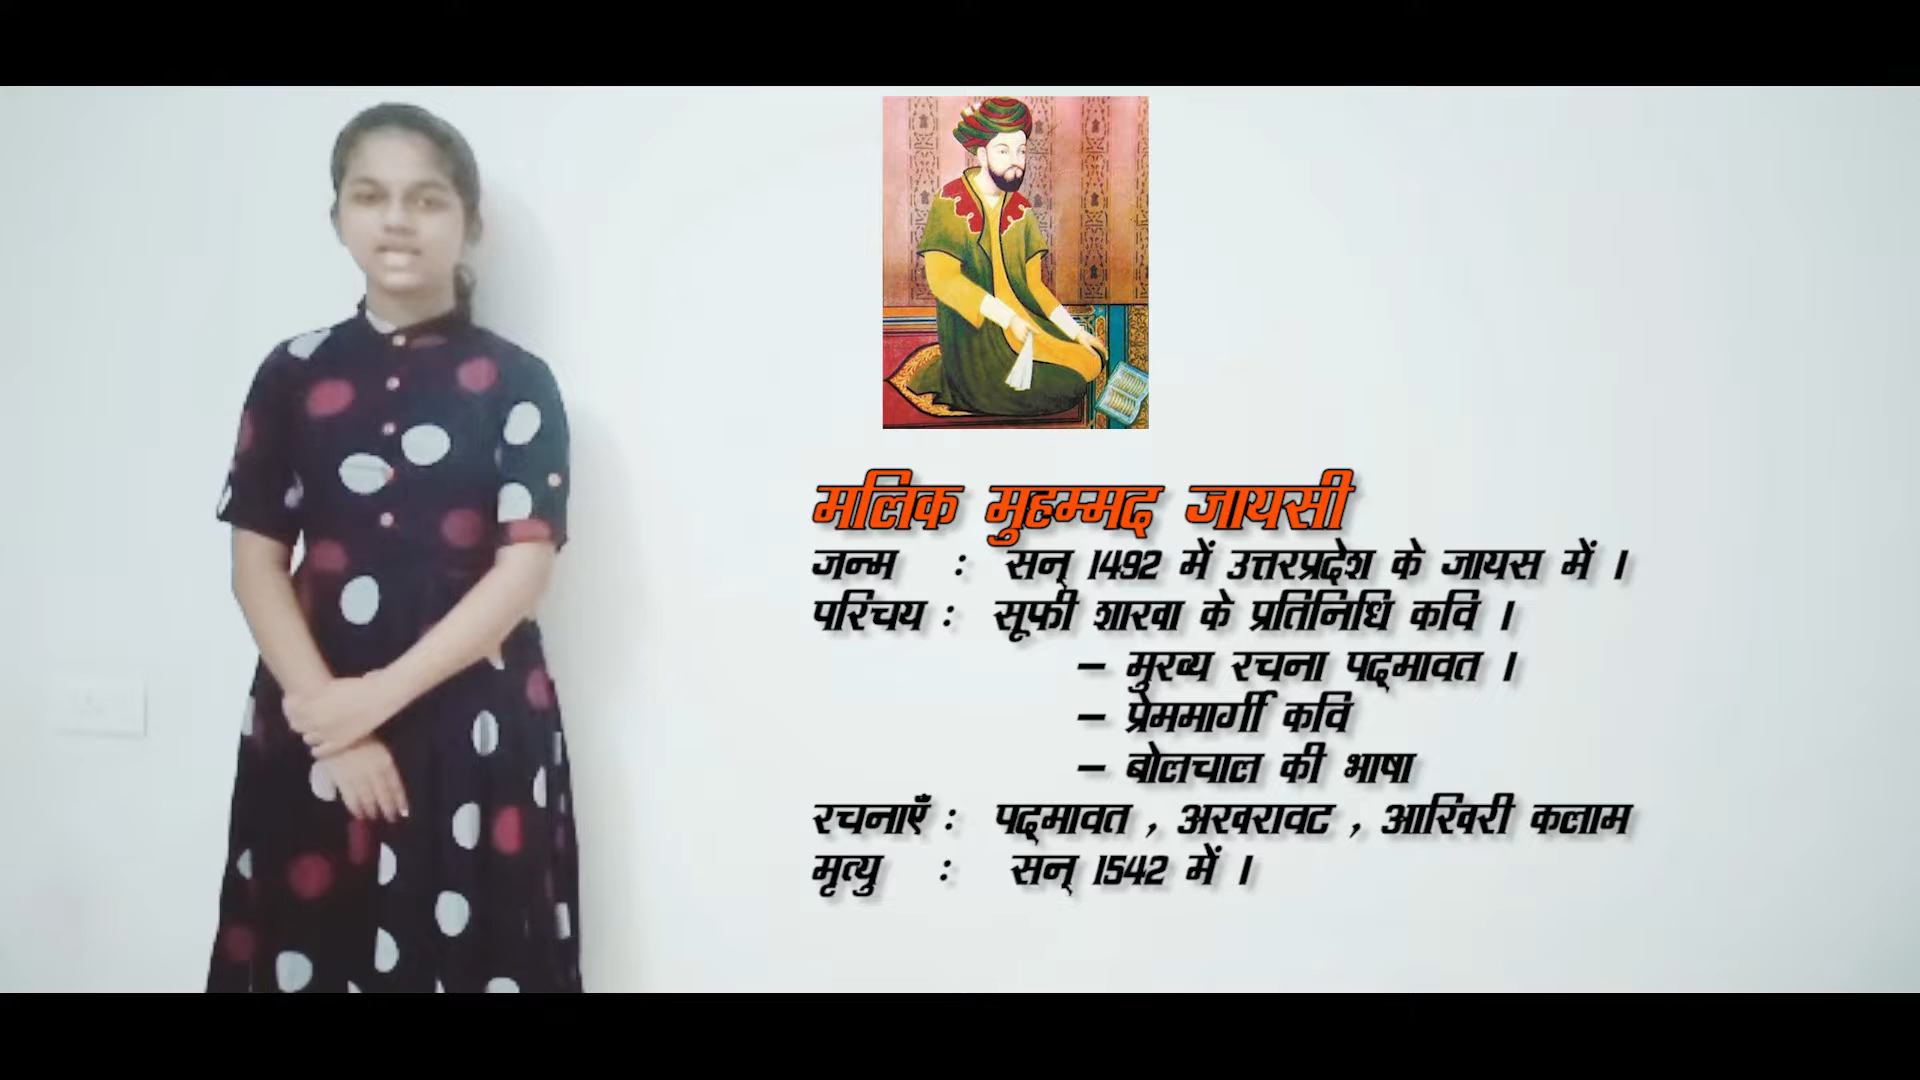 मलिक मुहम्मद जायसी
जन्म : सन् 1492 में उत्तरप्रदेश के जायस में ।
परिचय : सूफी शाखा के प्रतिनिधि कवि ।
– मुख्य रचना पद्मावत ।
– प्रेममार्गी कवि
– बोलचाल की भाषा
रचनाएँ : पद्मावत , अखरावट , आखिरी कलाम
मृत्यु : सन् 1542 में ।